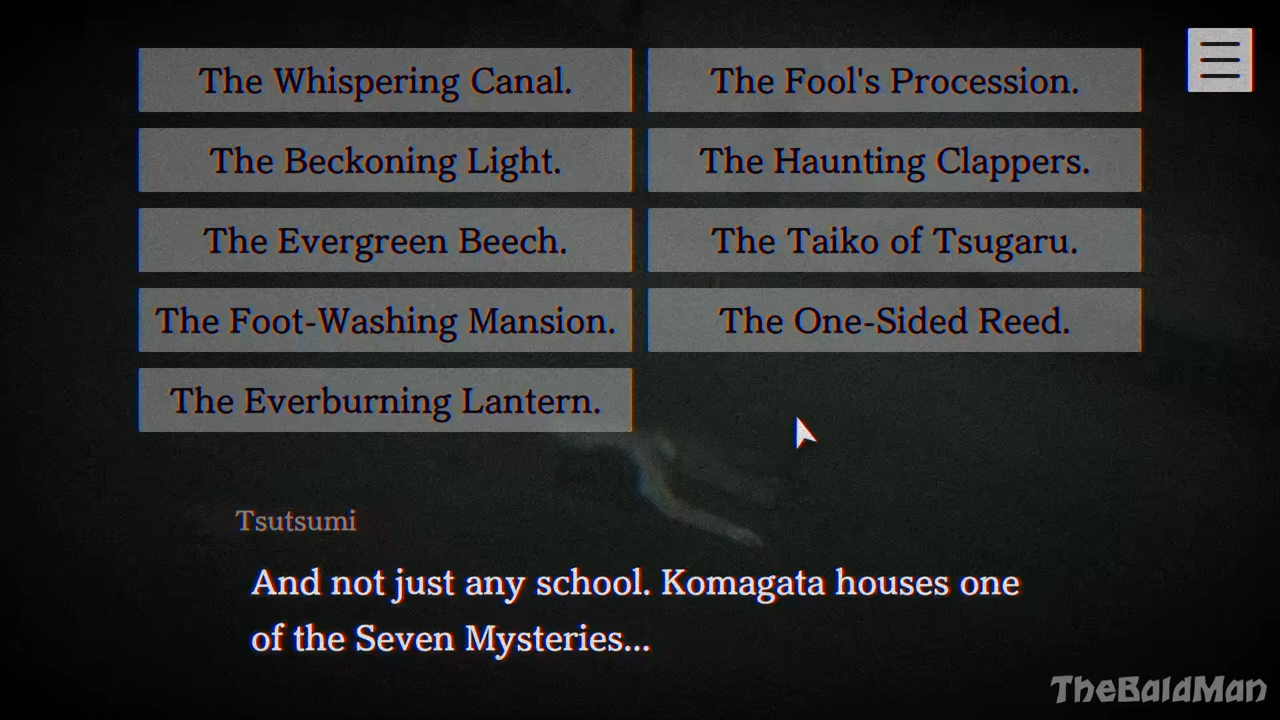 The Whispering Canal.
The Fool's Procession.
The Beckoning Light.
The Haunting Clappers.
The Evergreen Beech.
The Taiko of Tsugaru.
The Foot-Washing Mansion.
The One-Sided Reed.
The Everburning Lantern.
Tsutsumi
And not just any school. Komagata houses one
of the Seven Mysteries...
TheBaldMan